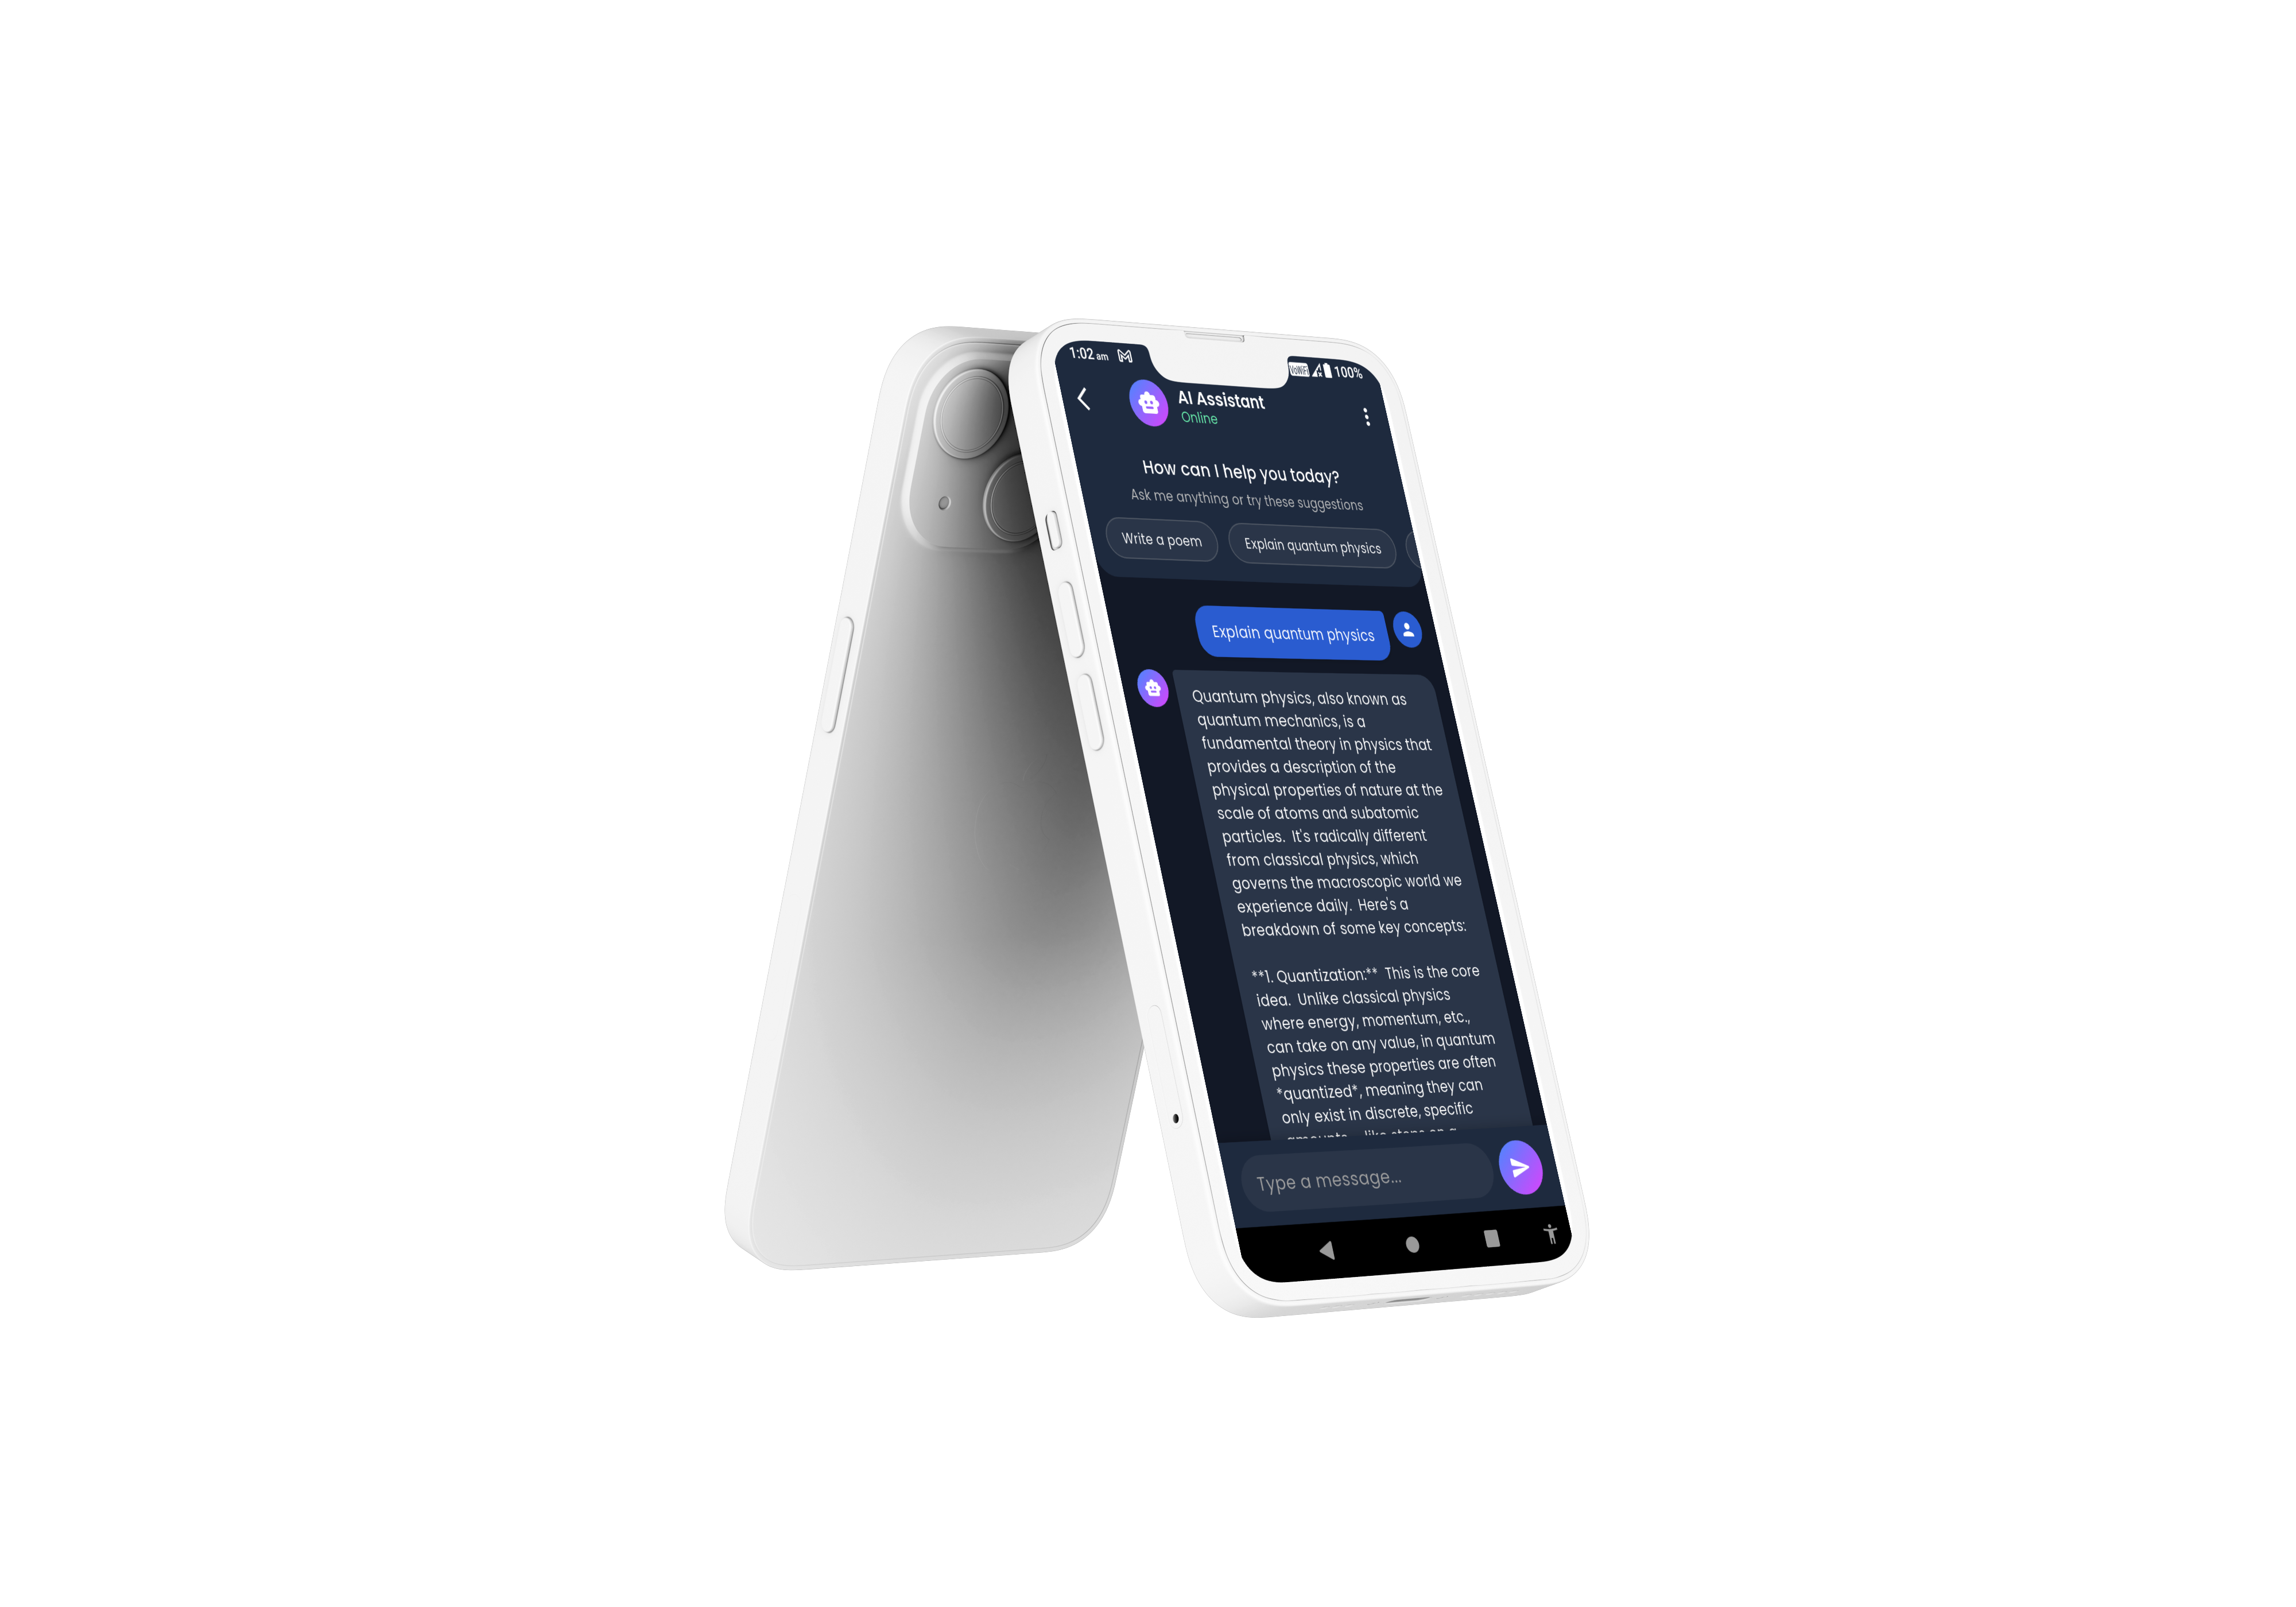 1:02 am
VoWiFi 100%
AI Assistant
Online
How can I help you today?
Ask me anything or try these suggestions
Write a poem
Explain quantum physics
Explain quantum physics
Quantum physics, also known as
quantum mechanics, is a
fundamental theory in physics that
provides a description of the
physical properties of nature at the
scale of atoms and subatomic
particles.  It's radically different
from classical physics, which
governs the macroscopic world we
experience daily.  Here's a
breakdown of some key concepts:
**1. Quantization:**  This is the core
idea.  Unlike classical physics
where energy, momentum, etc.,
can take on any value, in quantum
physics these properties are often
*quantized*, meaning they can
only exist in discrete, specific
Type a message...